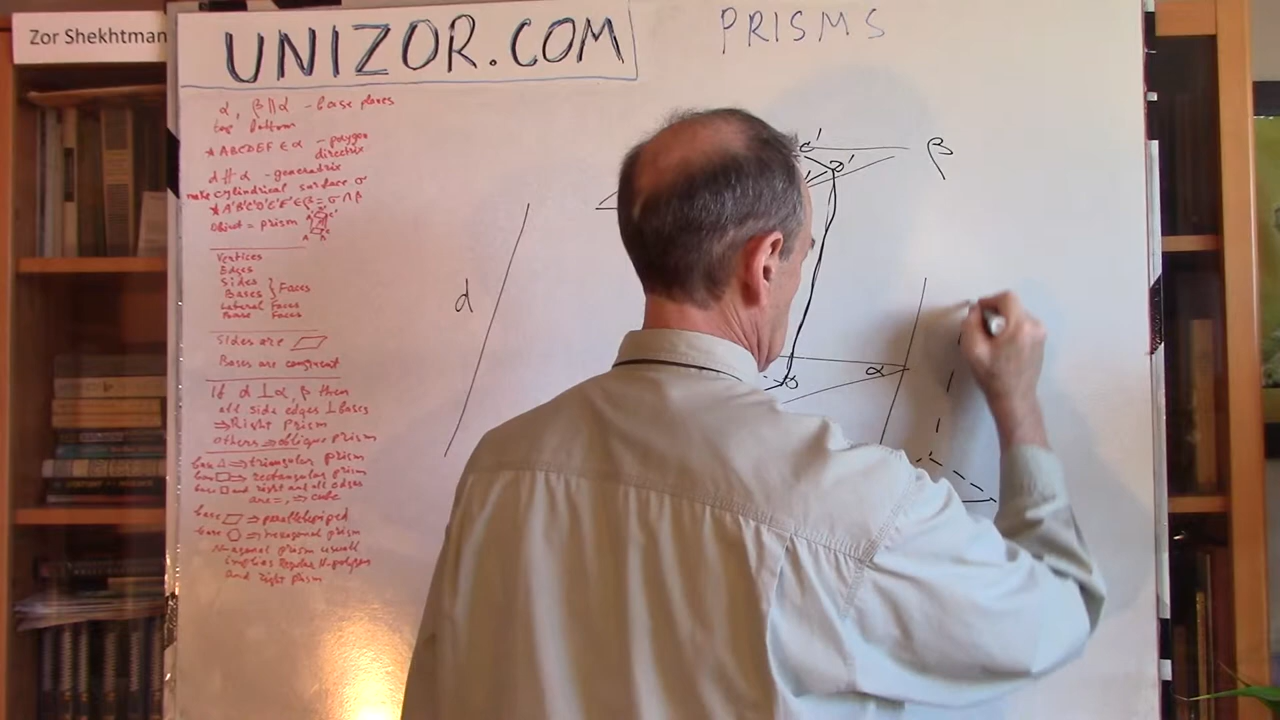 Zor Shekhtman
UNIZOR.COM
PRISMS
α, β∥α - base planes
top bottom
* ABCDEF ∈ α - polygon
directrix
d ∦ α - generatrix
make cylindrical surface σ
* A'B'C'D'E'F' ∈ β = σ ∩ β
Object = prism
Vertices
Edges
Sides
Bases } Faces
Lateral Faces
Base Faces
Sides are
Bases are congruent
If d ⊥ α, β then
all side edges ⊥ bases
⇒ Right Prism
others ⇒ oblique prism
base △ ⇒ triangular prism
base ⇒ rectangular prism
base □ and right and all edges
are =, ⇒ cube
base ▱ ⇒ parallelepiped
base ⇒ hexagonal prism
N-agonal prism usual
implies regular N-polygon
and right prism
d
C'
D'
β
α